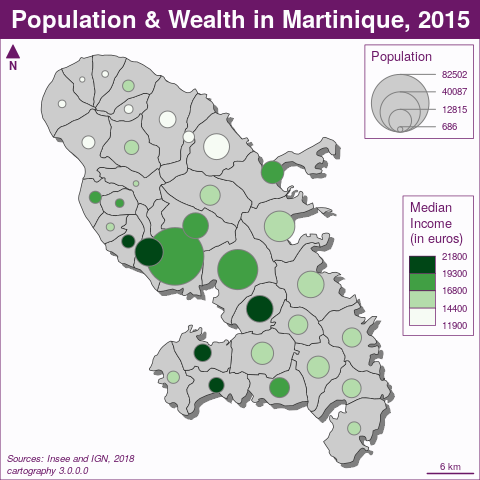 Population & Wealth in Martinique, 2015
N
Population
82502
40087
12815
686
Median
Income
(in euros)
21800
19300
16800
14400
11900
Sources: Insee and IGN, 2018
cartography 3.0.0.0
6 km